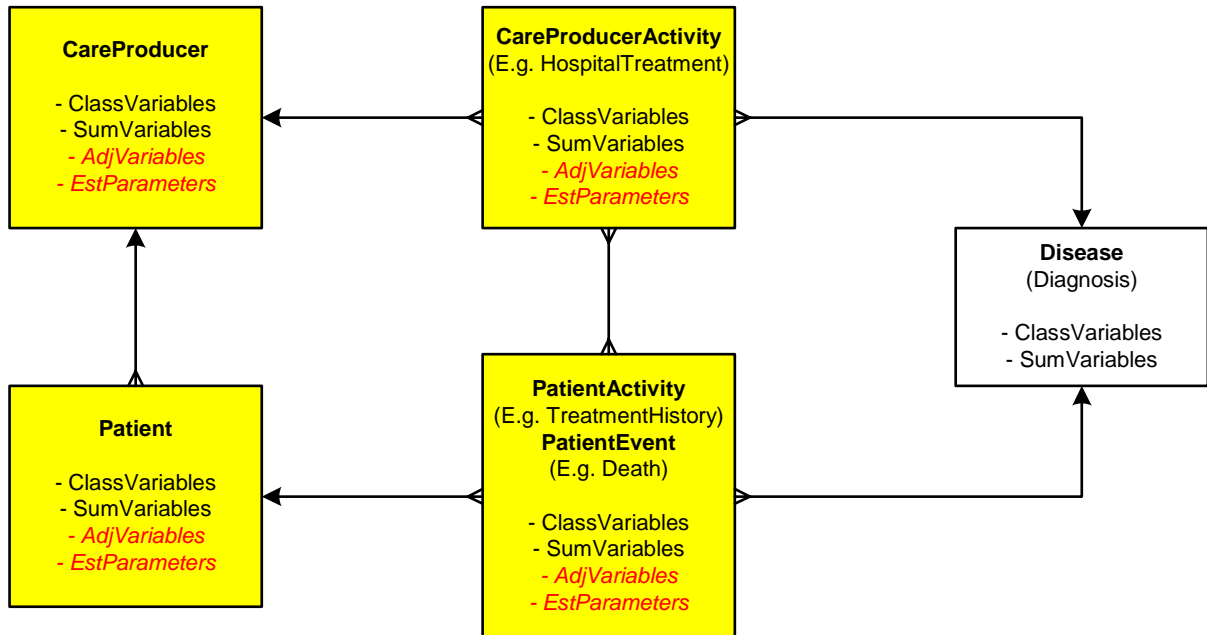 CareProducer
- ClassVariables
- SumVariables
- AdjVariables
- EstParameters
CareProducerActivity
(E.g. HospitalTreatment)
- ClassVariables
- SumVariables
- AdjVariables
- EstParameters
Disease
(Diagnosis)
- ClassVariables
- SumVariables
Patient
- ClassVariables
- SumVariables
- AdjVariables
- EstParameters
PatientActivity
(E.g. TreatmentHistory)
PatientEvent
(E.g. Death)
- ClassVariables
- SumVariables
- AdjVariables
- EstParameters